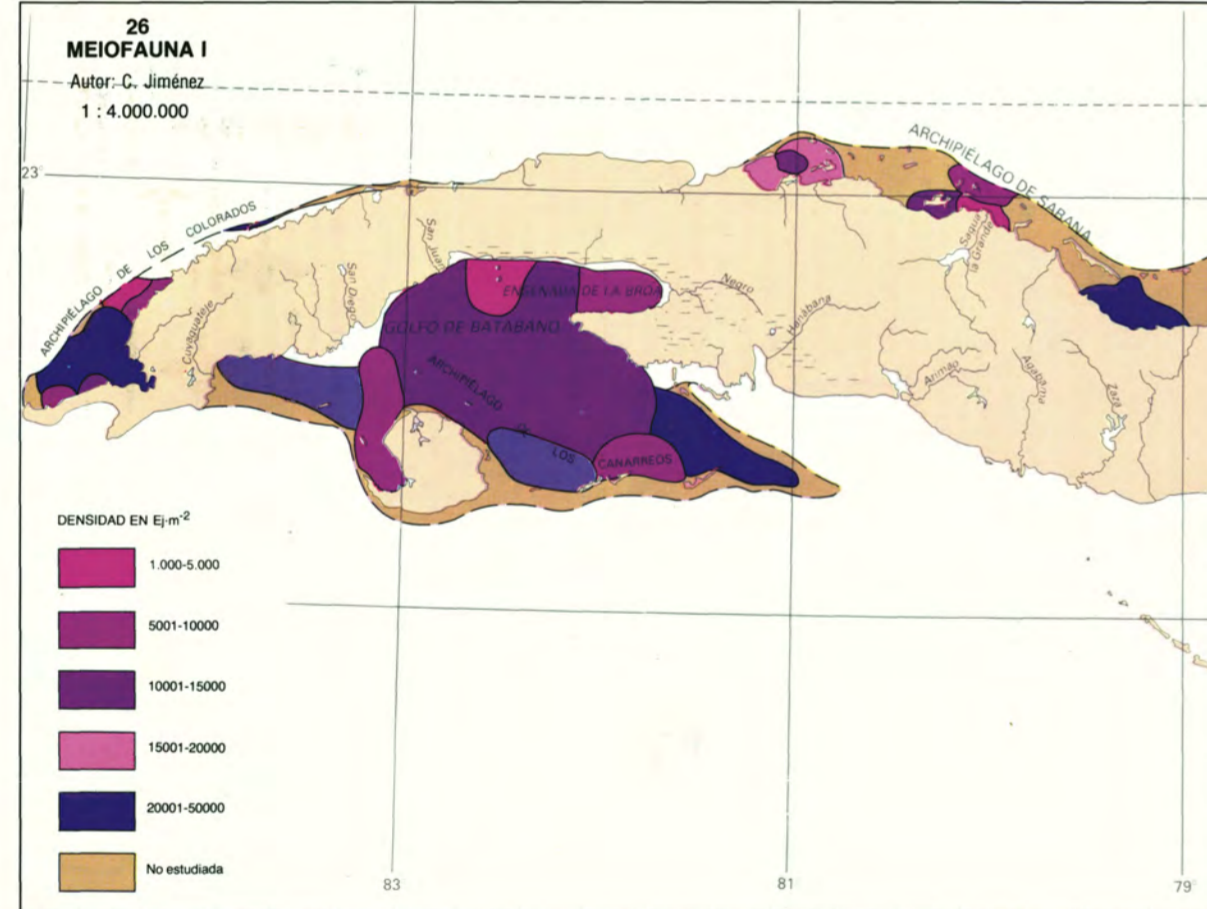 26
MEIOFAUNA I
Autor: C. Jiménez
1 : 4.000.000
23°
ARCHIPIÉLAGO DE LOS COLORADOS
ARCHIPIÉLAGO DE SABANA
San Juan
San Diego
Cuyaguateje
ENSENADA DE LA BROA
GOLFO DE BATABANO
ARCHIPIÉLAGO DE LOS CANARREOS
Negro
Hanabana
Sagua
la Grande
Arimao
Agabama
Zaza
DENSIDAD EN Ej·m-2
1.000-5.000
5001-10000
10001-15000
15001-20000
20001-50000
No estudiada
83
81
79°